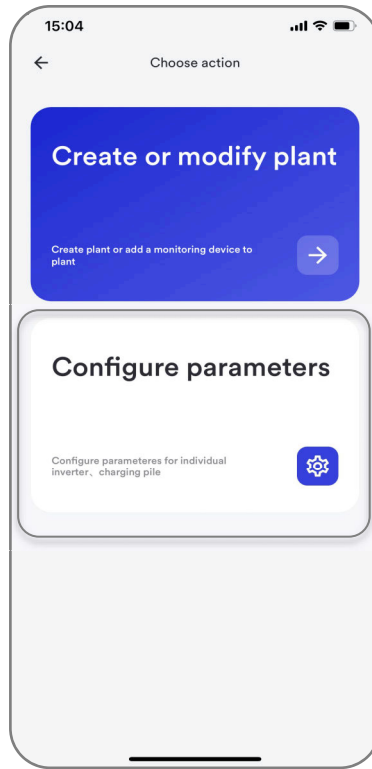 15:04
Choose action
Create or modify plant
Create plant or add a monitoring device to
plant
Configure parameters
Configure parameteres for individual
inverter、charging pile